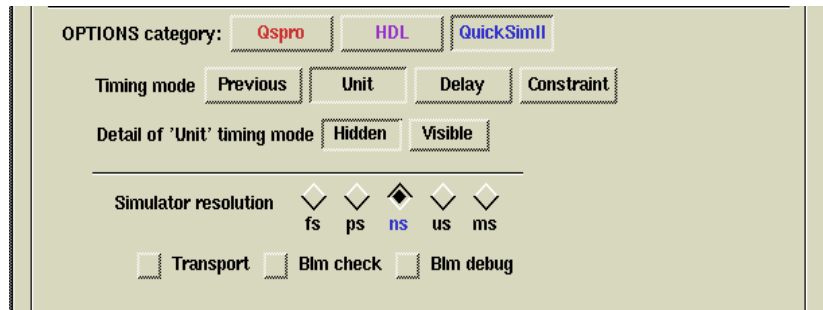 OPTIONS category: Qspro HDL QuickSimII
Timing mode Previous Unit Delay Constraint
Detail of 'Unit' timing mode Hidden Visible
Simulator resolution
fs ps ns us ms
Transport Blm check Blm debug